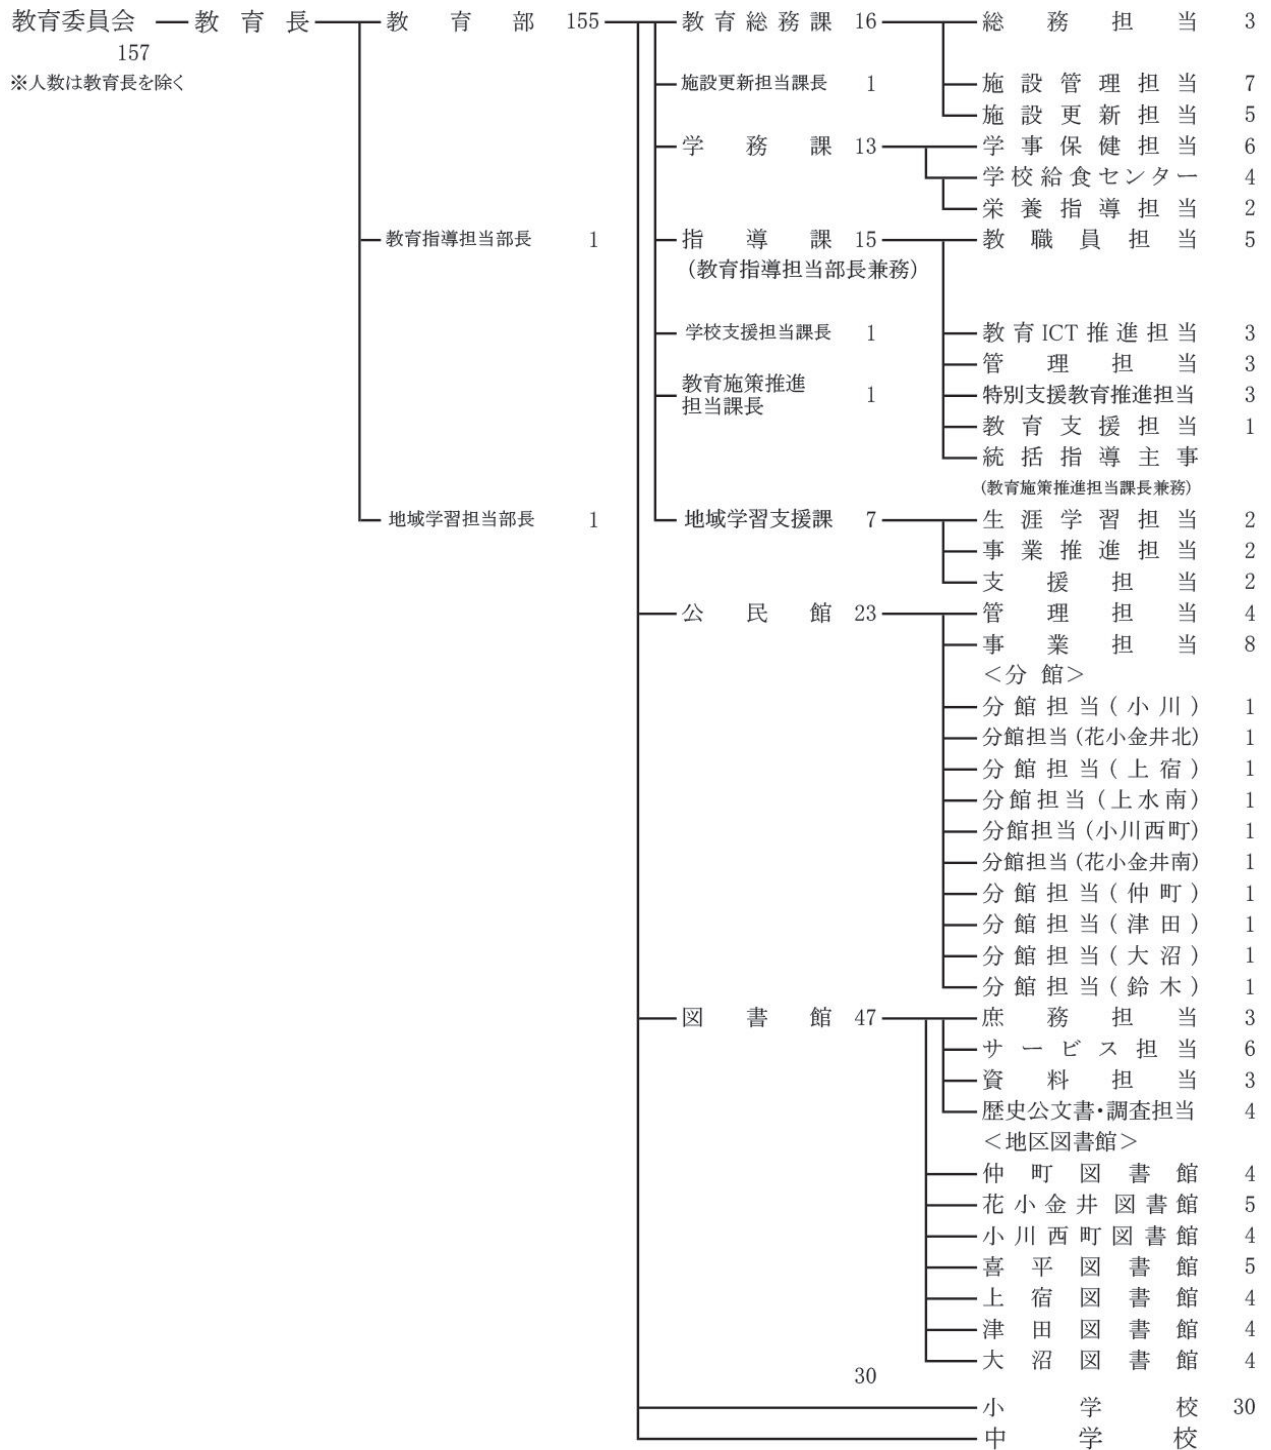 教育委員会 教育長 教育部 155 教育総務課 16 総務担当 3
157
※人数は教育長を除く 施設更新担当課長 1 施設管理担当 7
施設更新担当 5
学務課 13 学事保健担当 6
学校給食センター 4
栄養指導担当 2
教育指導担当部長 1 指導課 15 教職員担当 5
(教育指導担当部長兼務)
学校支援担当課長 1 教育ICT推進担当 3
管理担当 3
教育施策推進
担当課長 1 特別支援教育推進担当 3
教育支援担当 1
統括指導主事
(教育施策推進担当課長兼務)
地域学習担当部長 1 地域学習支援課 7 生涯学習担当 2
事業推進担当 2
支援担当 2
公民館 23 管理担当 4
事業担当 8
<分館>
分館担当(小川) 1
分館担当(花小金井北) 1
分館担当(上宿) 1
分館担当(上水南) 1
分館担当(小川西町) 1
分館担当(花小金井南) 1
分館担当(仲町) 1
分館担当(津田) 1
分館担当(大沼) 1
分館担当(鈴木) 1
図書館 47 庶務担当 3
サービス担当 6
資料担当 3
歴史公文書・調査担当 4
<地区図書館>
仲町図書館 4
花小金井図書館 5
小川西町図書館 4
喜平図書館 5
上宿図書館 4
津田図書館 4
大沼図書館 4
30
小学校 30
中学校